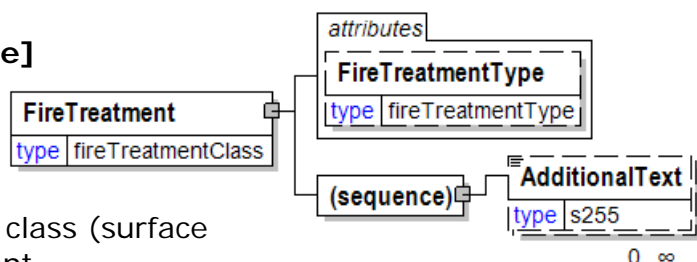 attributes
e]
FireTreatmentType
type fireTreatmentType
FireTreatment
type fireTreatmentClass
(sequence)
AdditionalText
type s255
class (surface
0 ∞